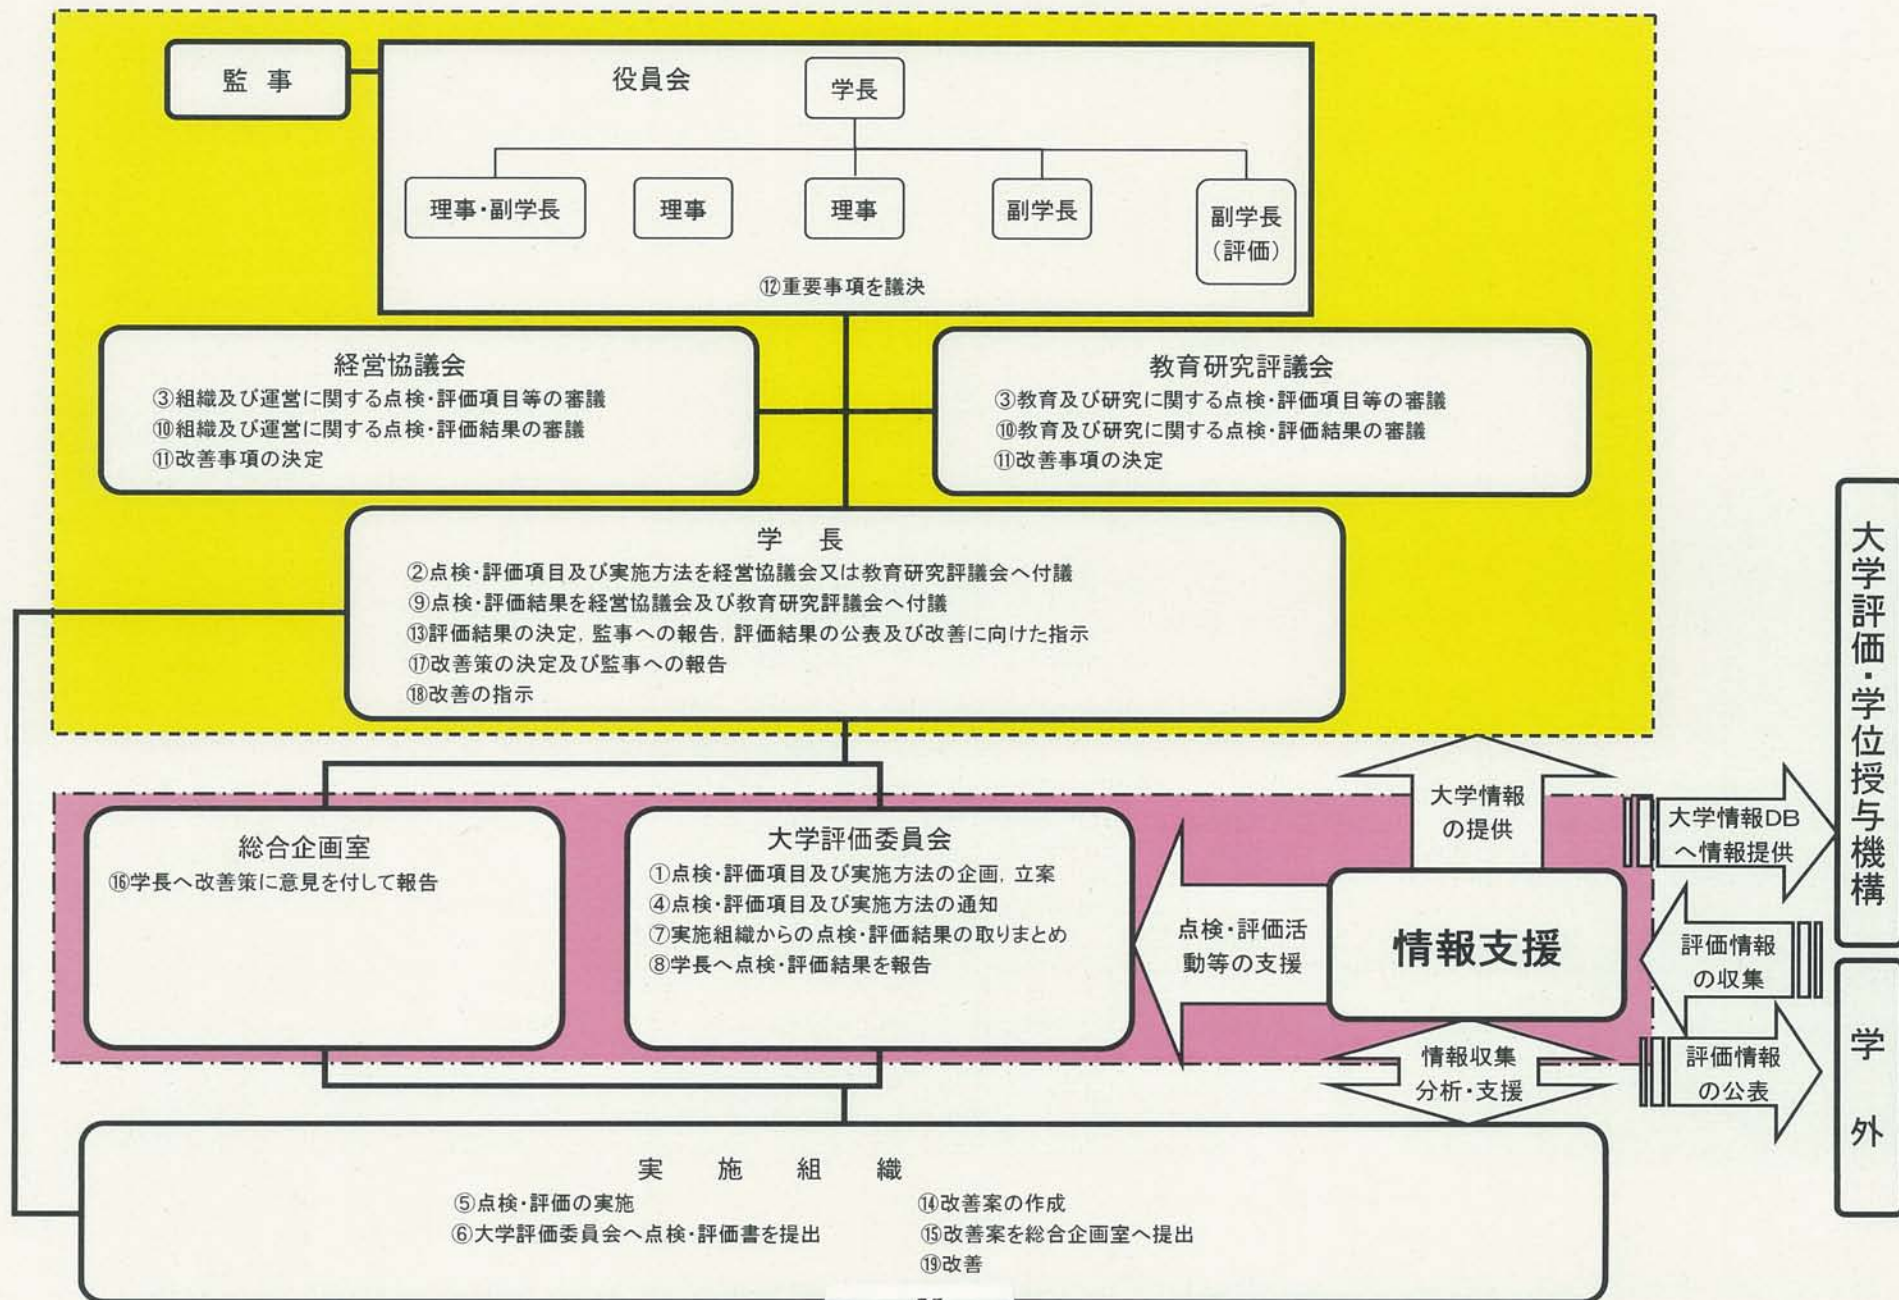 監 事
役員会
学長
理事・副学長
理事
理事
副学長
副学長
(評価)
⑫重要事項を議決
経営協議会
③組織及び運営に関する点検・評価項目等の審議
⑩組織及び運営に関する点検・評価結果の審議
⑪改善事項の決定
教育研究評議会
③教育及び研究に関する点検・評価項目等の審議
⑩教育及び研究に関する点検・評価結果の審議
⑪改善事項の決定
学 長
②点検・評価項目及び実施方法を経営協議会又は教育研究評議会へ付議
⑨点検・評価結果を経営協議会及び教育研究評議会へ付議
⑬評価結果の決定，監事への報告，評価結果の公表及び改善に向けた指示
⑰改善策の決定及び監事への報告
⑱改善の指示
総合企画室
⑯学長へ改善策に意見を付して報告
大学評価委員会
①点検・評価項目及び実施方法の企画，立案
④点検・評価項目及び実施方法の通知
⑦実施組織からの点検・評価結果の取りまとめ
⑧学長へ点検・評価結果を報告
点検・評価活
動等の支援
大学情報
の提供
情報支援
情報収集
分析・支援
大学情報DB
へ情報提供
評価情報
の収集
評価情報
の公表
大学評価・学位授与機構
学 外
実 施 組 織
⑤点検・評価の実施
⑥大学評価委員会へ点検・評価書を提出
⑭改善案の作成
⑮改善案を総合企画室へ提出
⑲改善